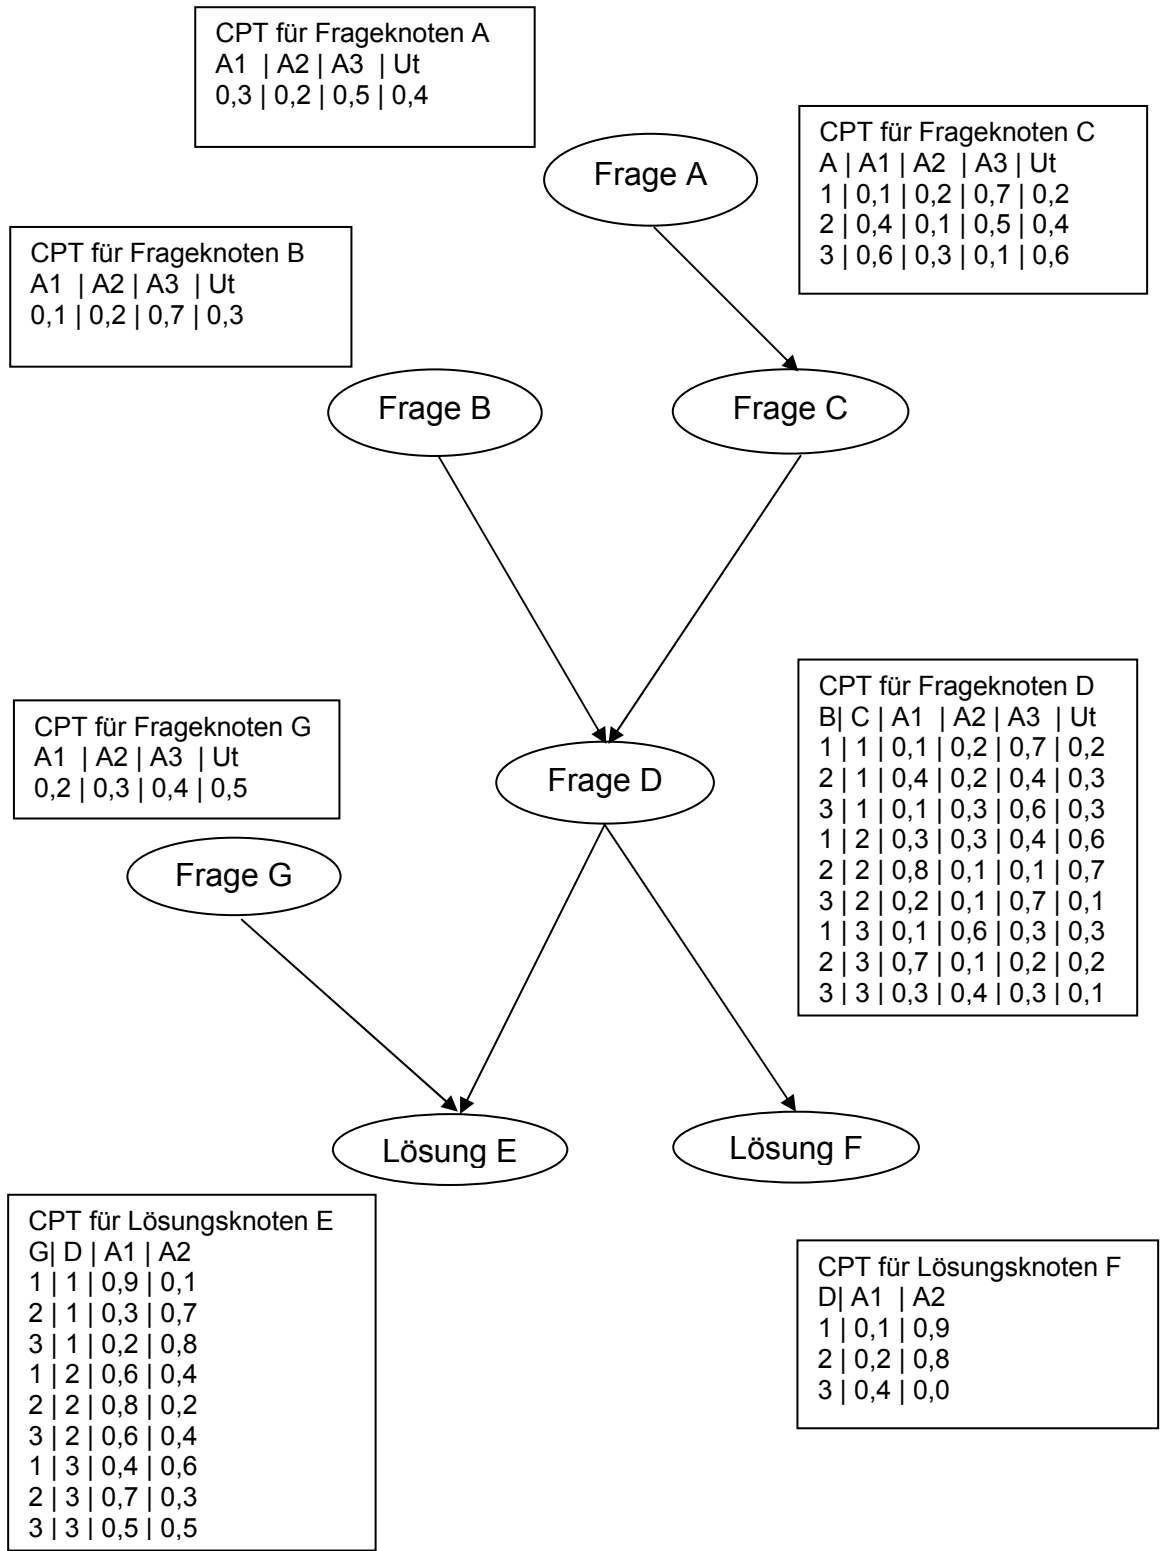 CPT für Frageknoten A
A1 | A2 | A3 | Ut
0,3 | 0,2 | 0,5 | 0,4
CPT für Frageknoten C
A | A1 | A2 | A3 | Ut
1 | 0,1 | 0,2 | 0,7 | 0,2
2 | 0,4 | 0,1 | 0,5 | 0,4
3 | 0,6 | 0,3 | 0,1 | 0,6
Frage A
CPT für Frageknoten B
A1 | A2 | A3 | Ut
0,1 | 0,2 | 0,7 | 0,3
Frage B
Frage C
CPT für Frageknoten D
B| C | A1 | A2 | A3 | Ut
1 | 1 | 0,1 | 0,2 | 0,7 | 0,2
2 | 1 | 0,4 | 0,2 | 0,4 | 0,3
3 | 1 | 0,1 | 0,3 | 0,6 | 0,3
1 | 2 | 0,3 | 0,3 | 0,4 | 0,6
2 | 2 | 0,8 | 0,1 | 0,1 | 0,7
3 | 2 | 0,2 | 0,1 | 0,7 | 0,1
1 | 3 | 0,1 | 0,6 | 0,3 | 0,3
2 | 3 | 0,7 | 0,1 | 0,2 | 0,2
3 | 3 | 0,3 | 0,4 | 0,3 | 0,1
CPT für Frageknoten G
A1 | A2 | A3 | Ut
0,2 | 0,3 | 0,4 | 0,5
Frage D
Frage G
Lösung E
Lösung F
CPT für Lösungsknoten E
G| D | A1 | A2
1 | 1 | 0,9 | 0,1
2 | 1 | 0,3 | 0,7
3 | 1 | 0,2 | 0,8
1 | 2 | 0,6 | 0,4
2 | 2 | 0,8 | 0,2
3 | 2 | 0,6 | 0,4
1 | 3 | 0,4 | 0,6
2 | 3 | 0,7 | 0,3
3 | 3 | 0,5 | 0,5
CPT für Lösungsknoten F
D| A1 | A2
1 | 0,1 | 0,9
2 | 0,2 | 0,8
3 | 0,4 | 0,0